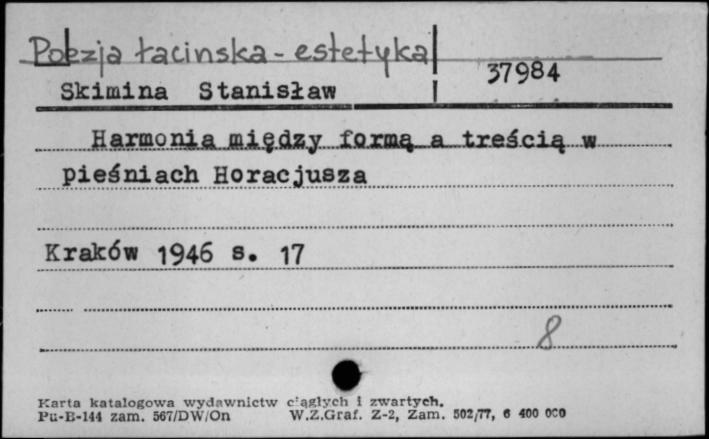 Poezja łacinska - estetyka
37984
Skimina Stanisław
Harmonia między formą a treścią w
pieśniach Horacjusza
Kraków 1946 s. 17
8
Karta katalogowa wydawnictw ciągłych i zwartych.
Pu-B-144 zam. 567/DW/On W.Z.Graf. Z-2, Zam. 502/77, 6 400 000